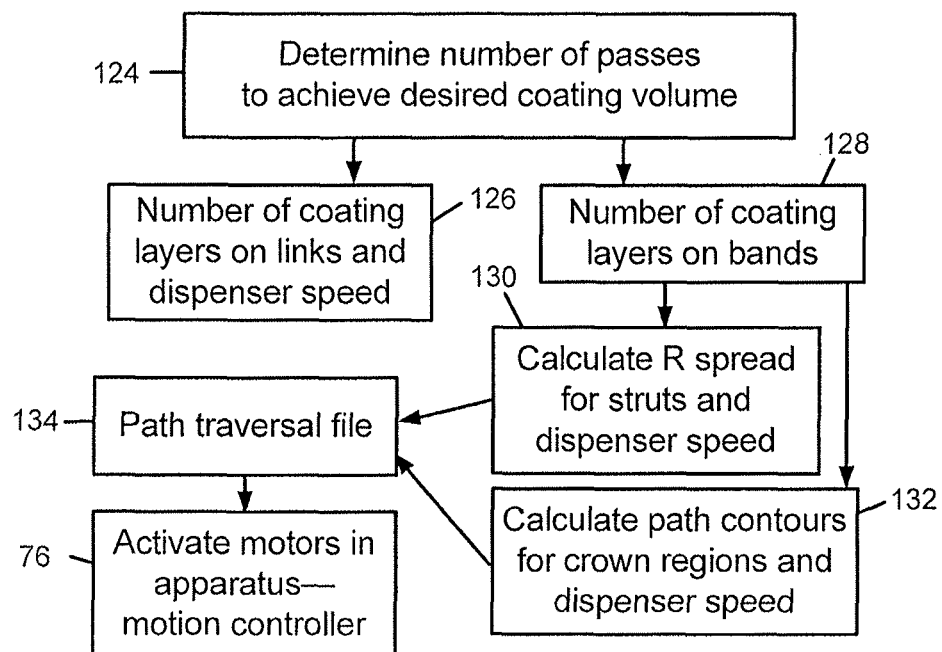 124
Determine number of passes
to achieve desired coating volume
128
126
Number of coating
layers on links and
dispenser speed
Number of coating
layers on bands
130
Calculate R spread
for struts and
dispenser speed
134
Path traversal file
132
Calculate path contours
for crown regions and
dispenser speed
76
Activate motors in
apparatus—
motion controller